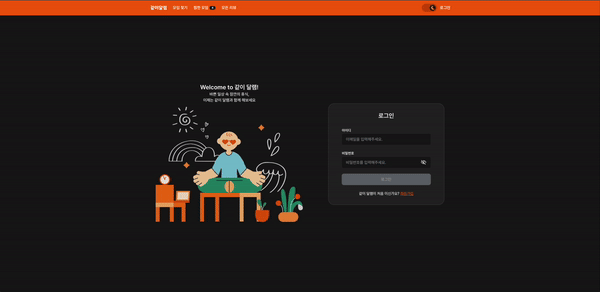 같이달램 모임 찾기 찜한 모임 모든 리뷰 로그인
Welcome to 같이 달램!
바쁜 일상 속 잠깐의 휴식,
이제는 같이 달램과 함께 해보세요
로그인
아이디
이메일을 입력해주세요.
비밀번호
비밀번호를 입력해주세요.
로그인
같이 달램이 처음 이신가요? 회원가입